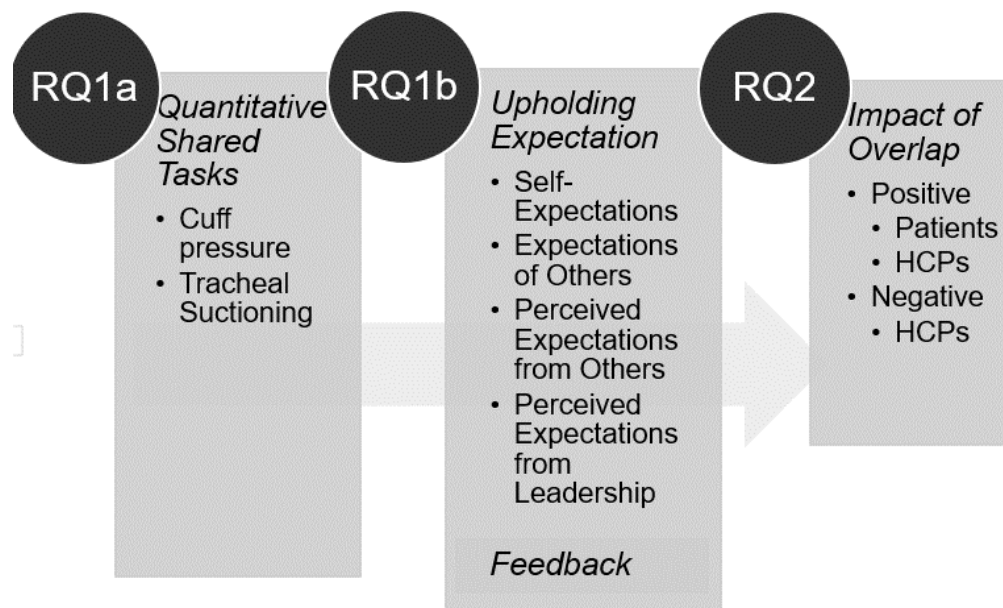 RQ1a
Quantitative
Shared
Tasks
• Cuff
pressure
• Tracheal
Suctioning
RQ1b
Upholding
Expectation
• Self-
Expectations
• Expectations
of Others
• Perceived
Expectations
from Others
• Perceived
Expectations
from
Leadership
Feedback
RQ2
Impact of
Overlap
• Positive
• Patients
• HCPs
• Negative
• HCPs